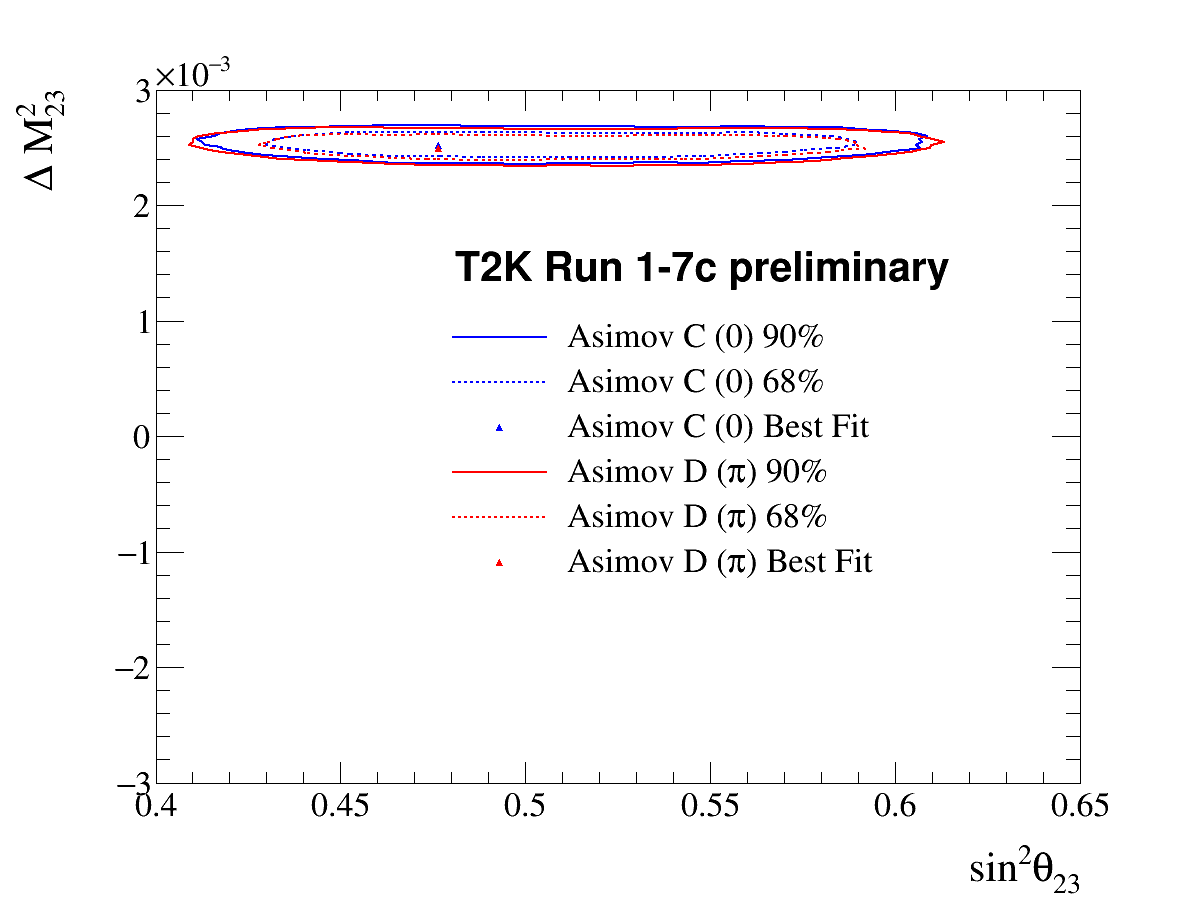 ×10⁻³
Δ M²₂₃
3
2
1
0
−1
−2
−3
T2K Run 1-7c preliminary
Asimov C (0) 90%
Asimov C (0) 68%
Asimov C (0) Best Fit
Asimov D (π) 90%
Asimov D (π) 68%
Asimov D (π) Best Fit
0.4 0.45 0.5 0.55 0.6 0.65
sin²θ₂₃